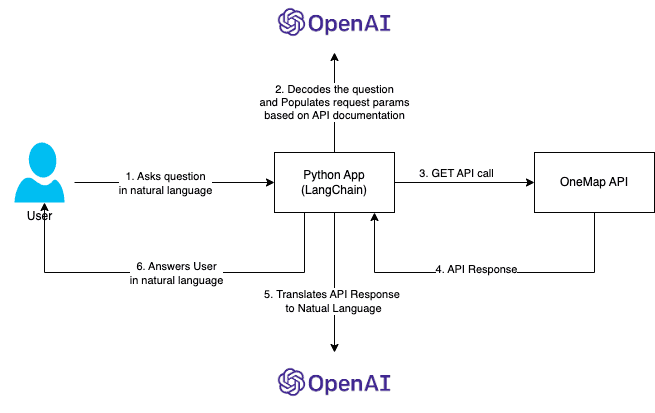 OpenAI
2. Decodes the question
and Populates request params
based on API documentation
1. Asks question
in natural language
User
Python App
(LangChain)
3. GET API call
OneMap API
6. Answers User
in natural language
4. API Response
5. Translates API Response
to Natual Language
OpenAI